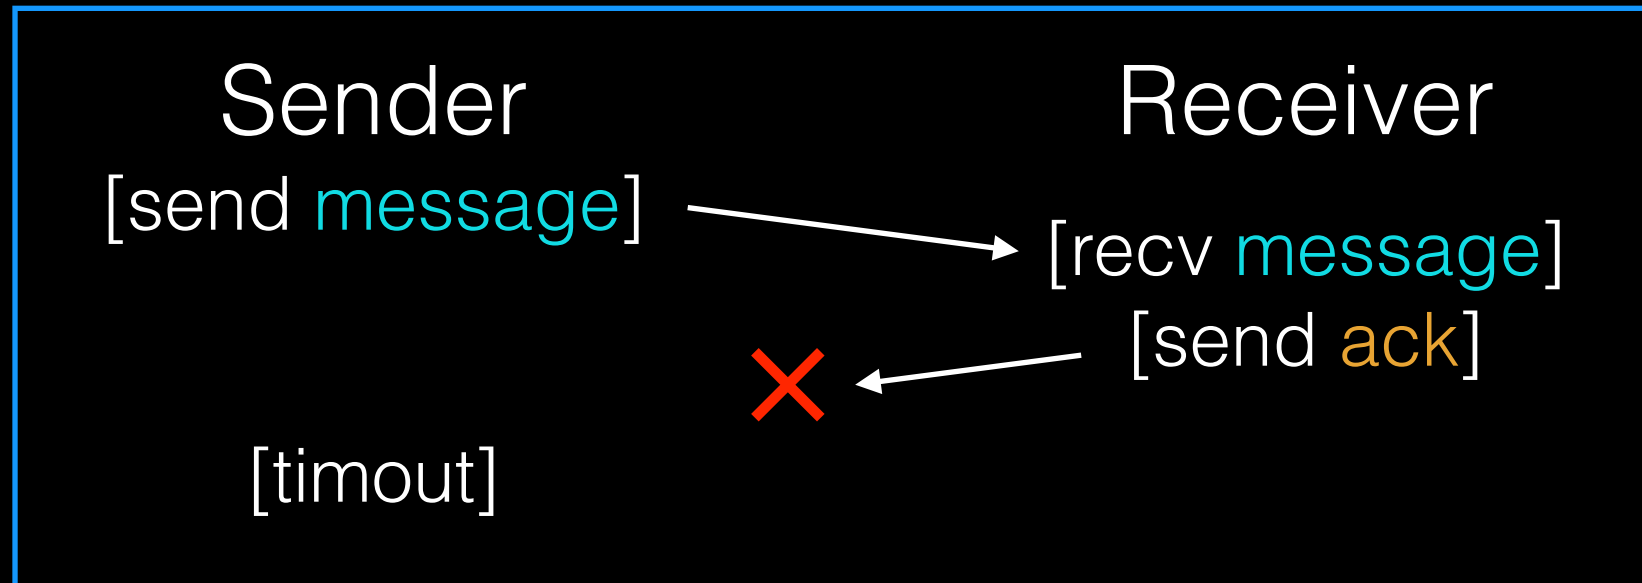 Sender
Receiver
[send message]
[recv message]
[send ack]
[timout]